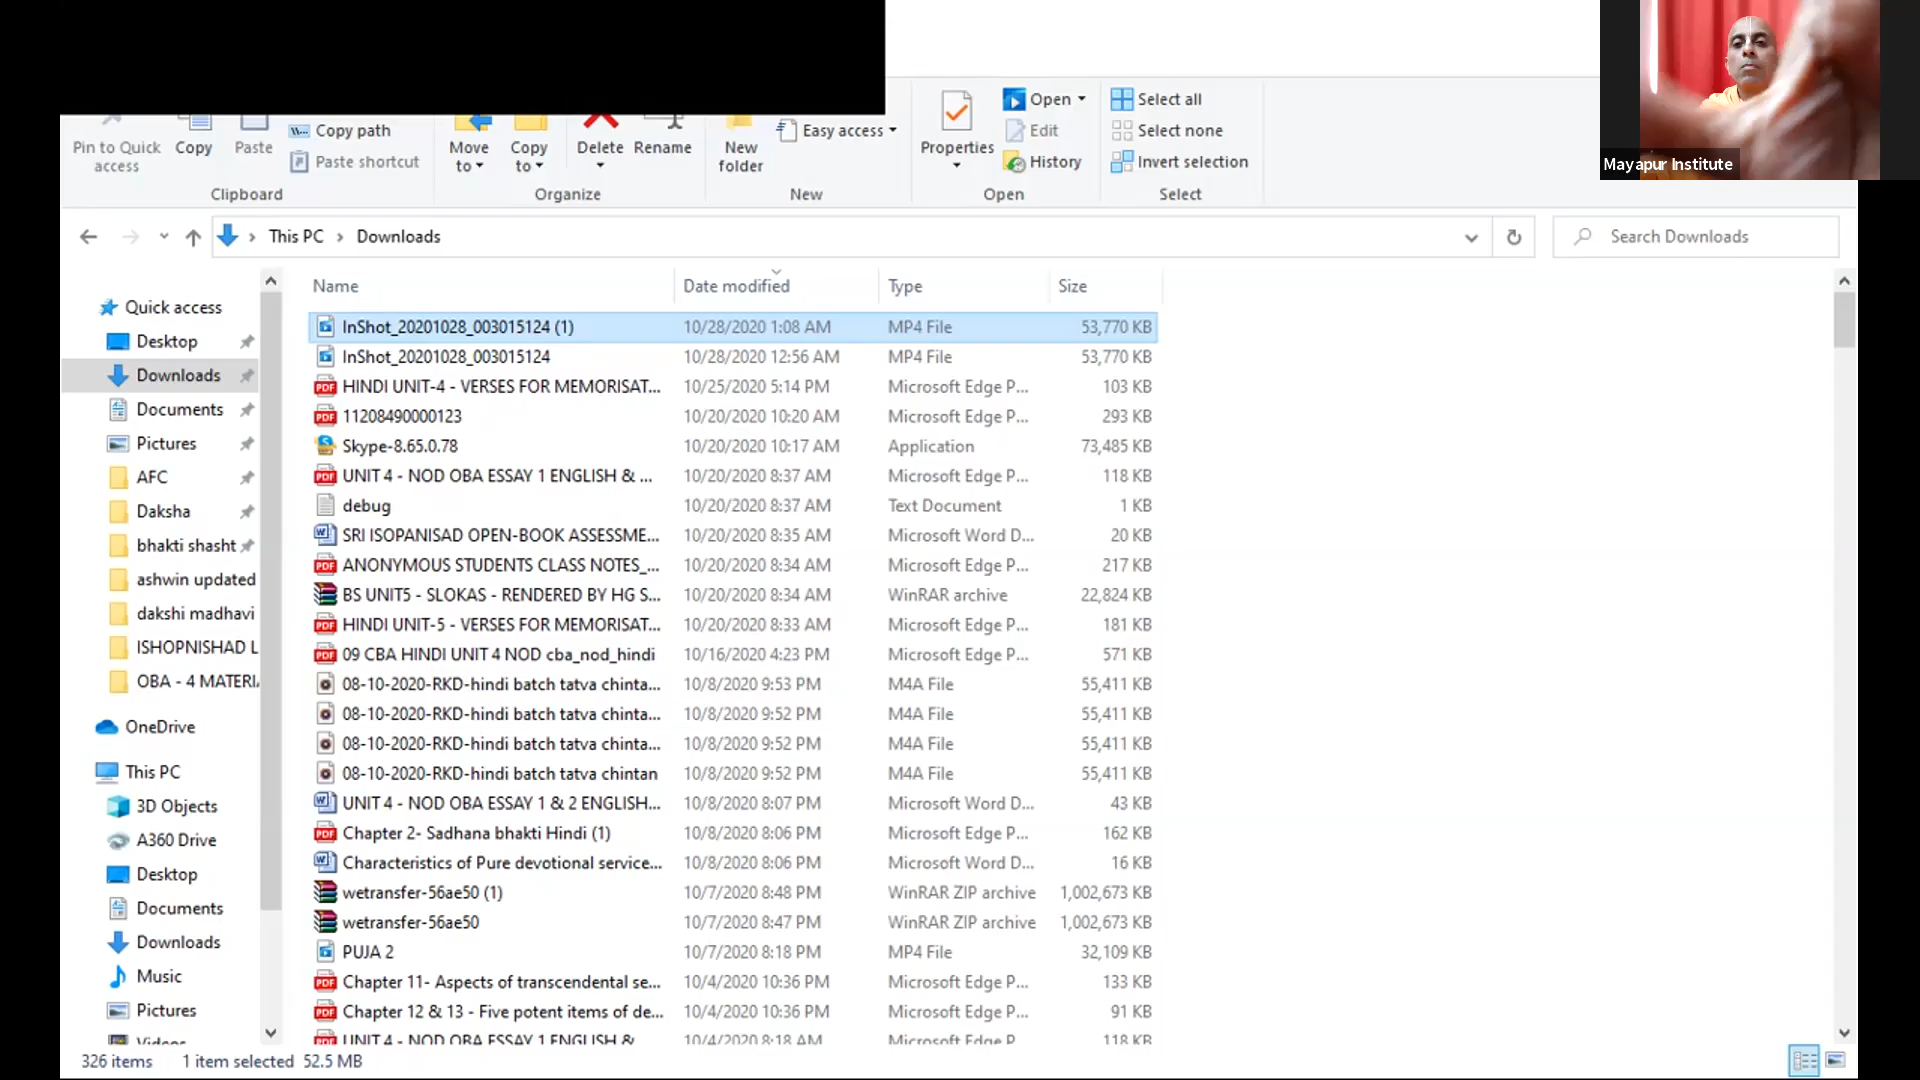 Mayapur Institute
Pin to Quick access
Copy
Paste
Copy path
Paste shortcut
Clipboard
Move to
Copy to
Delete
Rename
Organize
New folder
Easy access
New
Properties
Open
Edit
History
Open
Select all
Select none
Invert selection
Select
This PC > Downloads
Search Downloads
Quick access
Desktop
Downloads
Documents
Pictures
AFC
Daksha
bhakti shasht
ashwin updated
dakshi madhavi
ISHOPNISHAD L
OBA - 4 MATERI
OneDrive
This PC
3D Objects
A360 Drive
Desktop
Documents
Downloads
Music
Pictures
Videos
Name Date modified Type Size
InShot_20201028_003015124 (1) 10/28/2020 1:08 AM MP4 File 53,770 KB
InShot_20201028_003015124 10/28/2020 12:56 AM MP4 File 53,770 KB
HINDI UNIT-4 - VERSES FOR MEMORISAT... 10/25/2020 5:14 PM Microsoft Edge P... 103 KB
11208490000123 10/20/2020 10:20 AM Microsoft Edge P... 293 KB
Skype-8.65.0.78 10/20/2020 10:17 AM Application 73,485 KB
UNIT 4 - NOD OBA ESSAY 1 ENGLISH & ... 10/20/2020 8:37 AM Microsoft Edge P... 118 KB
debug 10/20/2020 8:37 AM Text Document 1 KB
SRI ISOPANISAD OPEN-BOOK ASSESSME... 10/20/2020 8:35 AM Microsoft Word D... 20 KB
ANONYMOUS STUDENTS CLASS NOTES_... 10/20/2020 8:34 AM Microsoft Edge P... 217 KB
BS UNIT5 - SLOKAS - RENDERED BY HG S... 10/20/2020 8:34 AM WinRAR archive 22,824 KB
HINDI UNIT-5 - VERSES FOR MEMORISAT... 10/20/2020 8:33 AM Microsoft Edge P... 181 KB
09 CBA HINDI UNIT 4 NOD cba_nod_hindi 10/16/2020 4:23 PM Microsoft Edge P... 571 KB
08-10-2020-RKD-hindi batch tatva chinta... 10/8/2020 9:53 PM M4A File 55,411 KB
08-10-2020-RKD-hindi batch tatva chinta... 10/8/2020 9:52 PM M4A File 55,411 KB
08-10-2020-RKD-hindi batch tatva chinta... 10/8/2020 9:52 PM M4A File 55,411 KB
08-10-2020-RKD-hindi batch tatva chintan 10/8/2020 9:52 PM M4A File 55,411 KB
UNIT 4 - NOD OBA ESSAY 1 & 2 ENGLISH... 10/8/2020 8:07 PM Microsoft Word D... 43 KB
Chapter 2- Sadhana bhakti Hindi (1) 10/8/2020 8:06 PM Microsoft Edge P... 162 KB
Characteristics of Pure devotional service... 10/8/2020 8:06 PM Microsoft Word D... 16 KB
wetransfer-56ae50 (1) 10/7/2020 8:48 PM WinRAR ZIP archive 1,002,673 KB
wetransfer-56ae50 10/7/2020 8:47 PM WinRAR ZIP archive 1,002,673 KB
PUJA 2 10/7/2020 8:18 PM MP4 File 32,109 KB
Chapter 11- Aspects of transcendental se... 10/4/2020 10:36 PM Microsoft Edge P... 133 KB
Chapter 12 & 13 - Five potent items of de... 10/4/2020 10:36 PM Microsoft Edge P... 91 KB
UNIT 4 - NOD OBA ESSAY 1 ENGLISH & 10/4/2020 8:18 AM Microsoft Edge P... 118 KB
326 items 1 item selected 52.5 MB